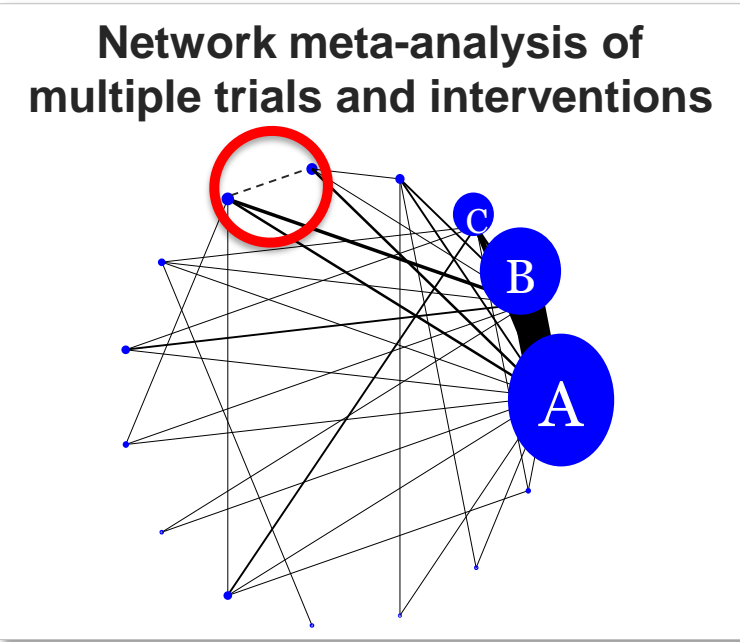 Network meta-analysis of
multiple trials and interventions
C
B
A